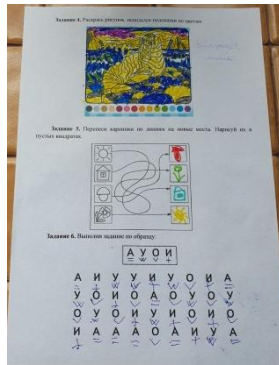 Задание 4. Раскрась рисунок, используя подсказки по цветам.
Задание 5. Перенеси картинки по линиям на новые места. Нарисуй их в
пустых квадратах.
Задание 6. Выполни задание по образцу:
А У О И
А И У У И У О И А
У О И О А О У О У
О У О И У И О И О
И А А А О А И У А